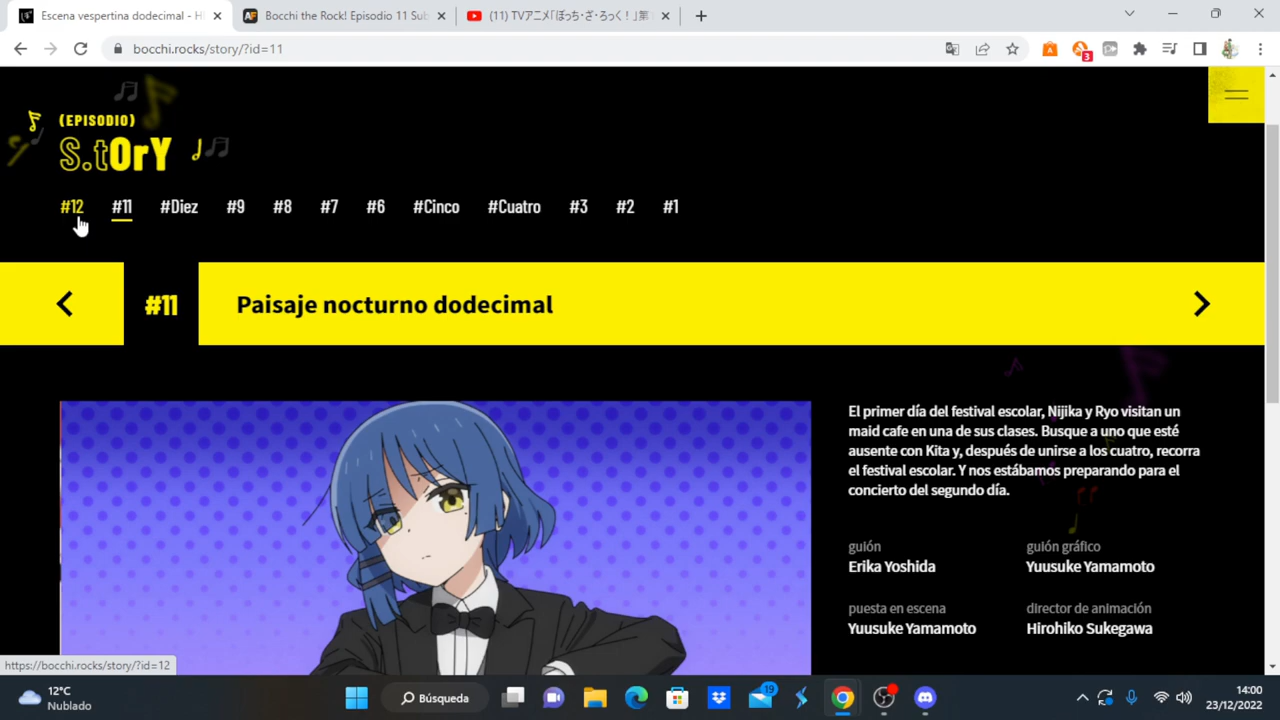 Escena vespertina dodecimal - HI
Bocchi the Rock! Episodio 11 Sub
(11) TVアニメ「ぼっち・ざ・ろっく！」第1
bocchi.rocks/story/?id=11
3
(EPISODIO)
S.tOrY
#12 #11 #Diez #9 #8 #7 #6 #Cinco #Cuatro #3 #2 #1
#11 Paisaje nocturno dodecimal
El primer día del festival escolar, Nijika y Ryo visitan un
maid cafe en una de sus clases. Busque a uno que esté
ausente con Kita y, después de unirse a los cuatro, recorra
el festival escolar. Y nos estábamos preparando para el
concierto del segundo día.
guión guión gráfico
Erika Yoshida Yuusuke Yamamoto
puesta en escena director de animación
Yuusuke Yamamoto Hirohiko Sukegawa
https://bocchi.rocks/story/?id=12
12°C
Nublado
Búsqueda
19
14:00
23/12/2022